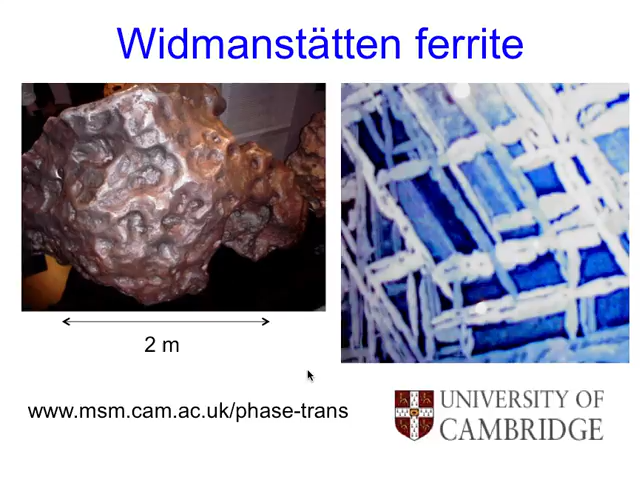 Widmanstätten ferrite
2 m
www.msm.cam.ac.uk/phase-trans
UNIVERSITY OF
CAMBRIDGE